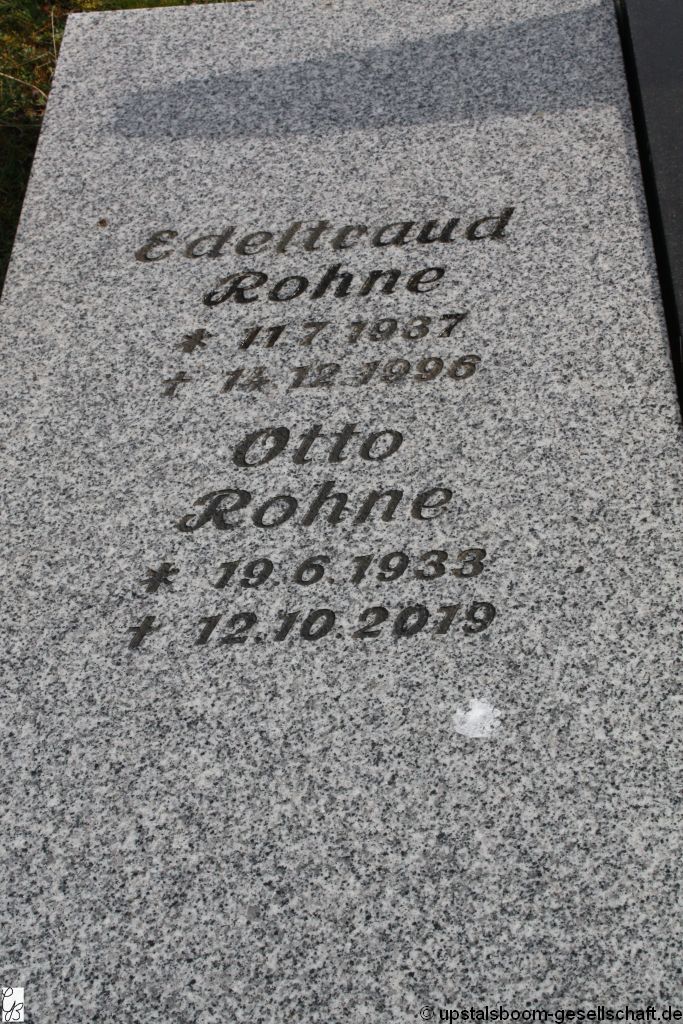 Edeltraud
Rohne
* 11.7.1937
† 14.12.1996
Otto
Rohne
* 19.6.1933
† 12.10.2019
© upstalsboom-gesellschaft.de